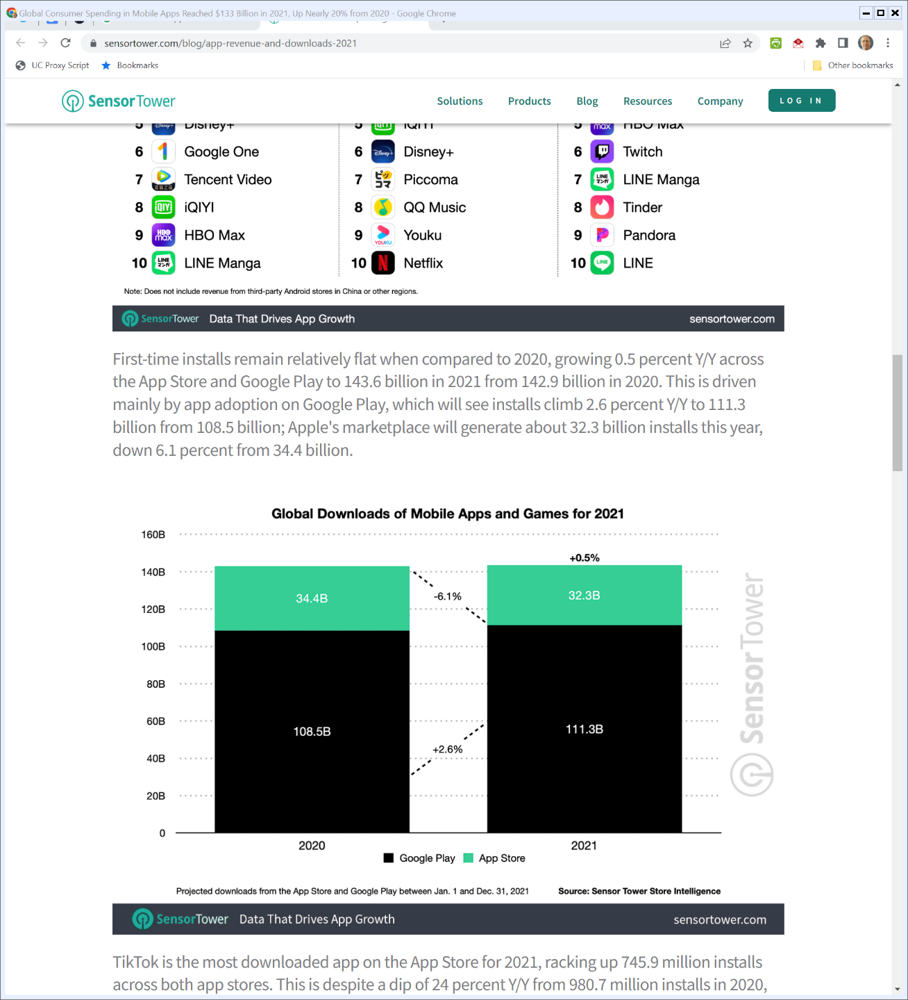 Global Consumer Spending in Mobile Apps Reached $133 Billion in 2021, Up Nearly 20% from 2020 - Google Chrome
sensortower.com/blog/app-revenue-and-downloads-2021
UC Proxy Script Bookmarks Other bookmarks
SensorTower Solutions Products Blog Resources Company LOG IN
5 Disney+ 5 iQIYI 5 HBO Max
6 Google One 6 Disney+ 6 Twitch
7 Tencent Video 7 Piccoma 7 LINE Manga
8 iQIYI 8 QQ Music 8 Tinder
9 HBO Max 9 Youku 9 Pandora
10 LINE Manga 10 Netflix 10 LINE
Note: Does not include revenue from third-party Android stores in China or other regions.
SensorTower Data That Drives App Growth sensortower.com
First-time installs remain relatively flat when compared to 2020, growing 0.5 percent Y/Y across
the App Store and Google Play to 143.6 billion in 2021 from 142.9 billion in 2020. This is driven
mainly by app adoption on Google Play, which will see installs climb 2.6 percent Y/Y to 111.3
billion from 108.5 billion; Apple's marketplace will generate about 32.3 billion installs this year,
down 6.1 percent from 34.4 billion.
Global Downloads of Mobile Apps and Games for 2021
160B
+0.5%
140B
34.4B -6.1% 32.3B
120B
100B
80B
60B
108.5B 111.3B
+2.6%
40B
20B
0
2020 2021
Google Play App Store
SensorTower
Projected downloads from the App Store and Google Play between Jan. 1 and Dec. 31, 2021 Source: Sensor Tower Store Intelligence
SensorTower Data That Drives App Growth sensortower.com
TikTok is the most downloaded app on the App Store for 2021, racking up 745.9 million installs
across both app stores. This is despite a dip of 24 percent Y/Y from 980.7 million installs in 2020,